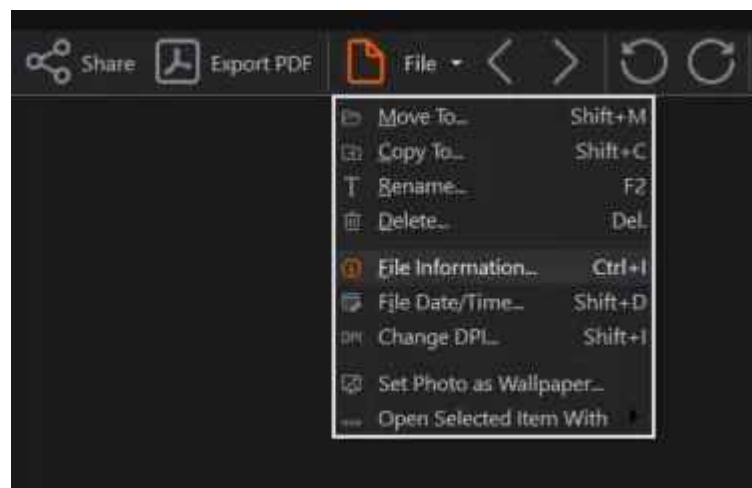 Share Export PDF File
Move To... Shift+M
Copy To... Shift+C
Rename... F2
Delete... Del.
File Information... Ctrl+I
File Date/Time... Shift+D
DPI Change DPI... Shift+I
Set Photo as Wallpaper...
Open Selected Item With